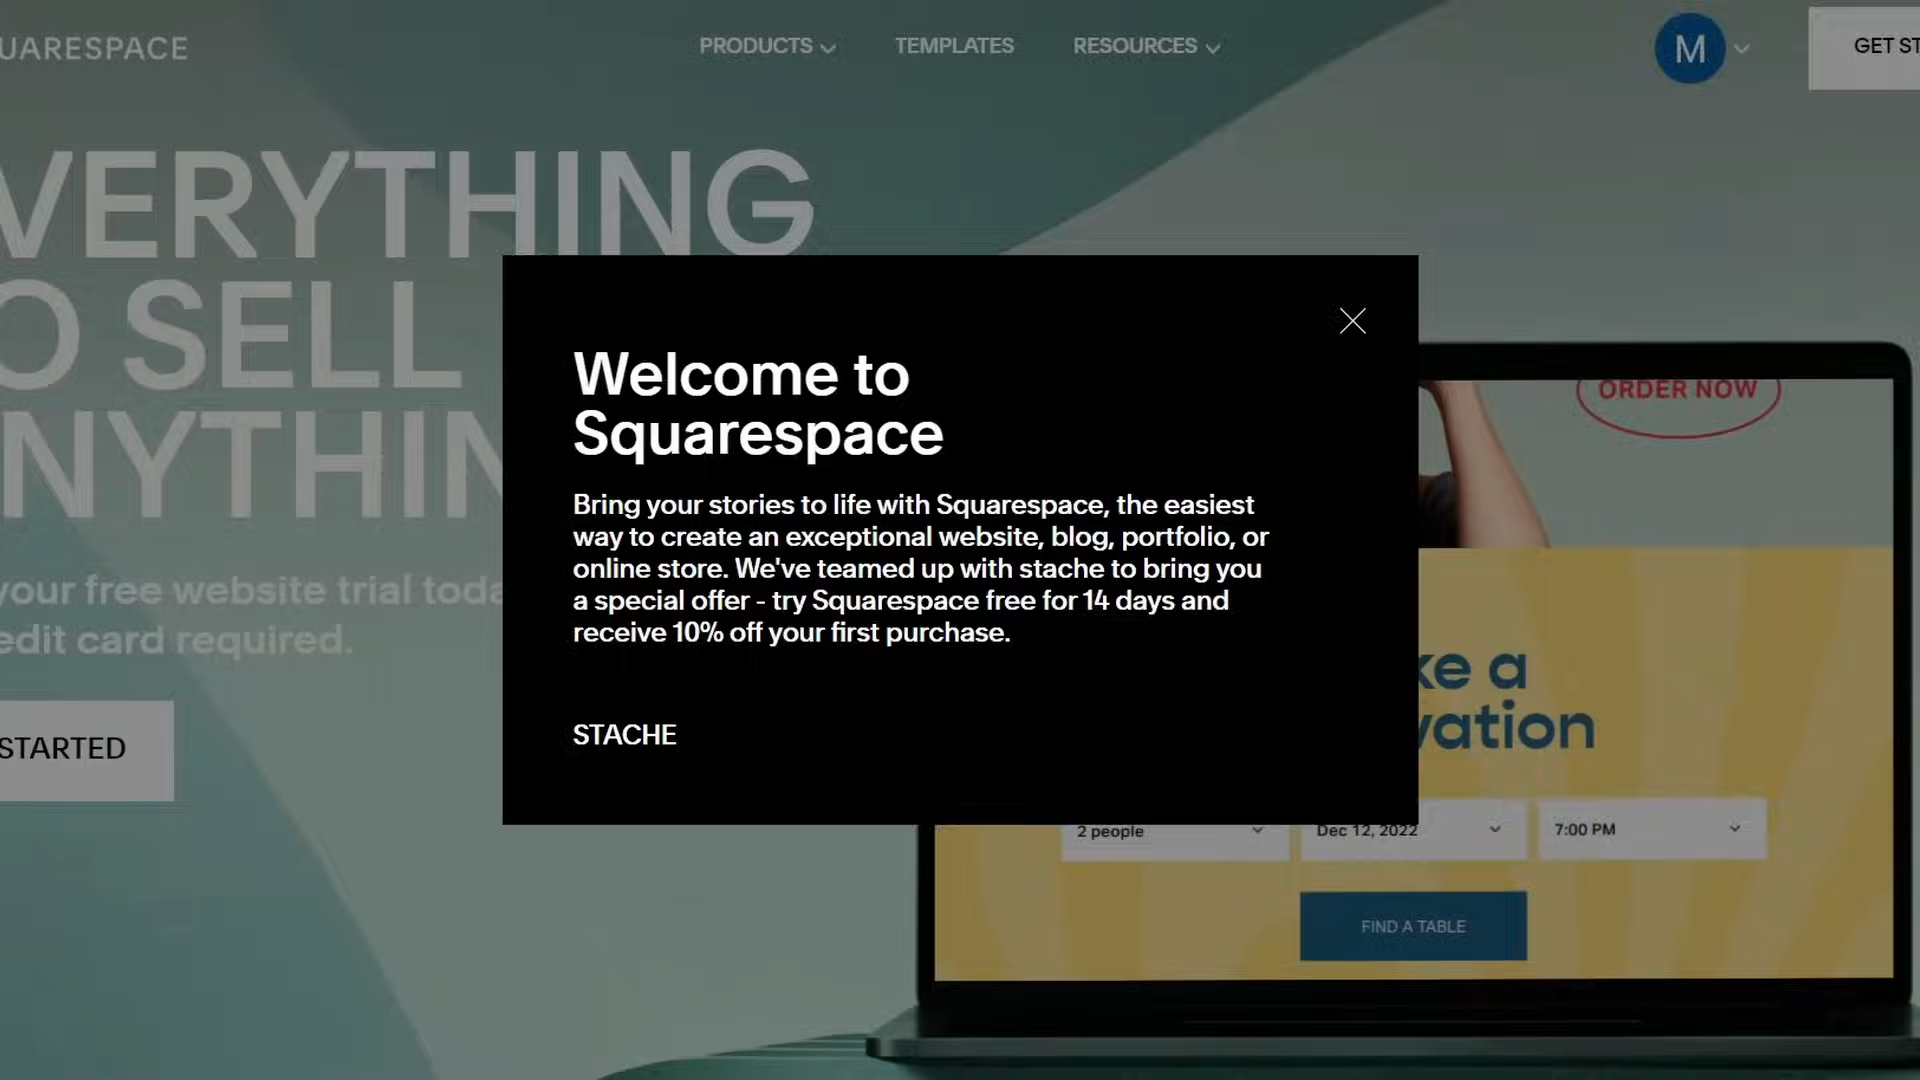 UARESPACE
PRODUCTS
TEMPLATES
RESOURCES
M
GET ST
VERYTHING
O SELL
NYTHIN
your free website trial toda
edit card required.
STARTED
Welcome to
Squarespace
Bring your stories to life with Squarespace, the easiest
way to create an exceptional website, blog, portfolio, or
online store. We've teamed up with stache to bring you
a special offer - try Squarespace free for 14 days and
receive 10% off your first purchase.
STACHE
ORDER NOW
ke a
vation
2 people
Dec 12, 2022
7:00 PM
FIND A TABLE